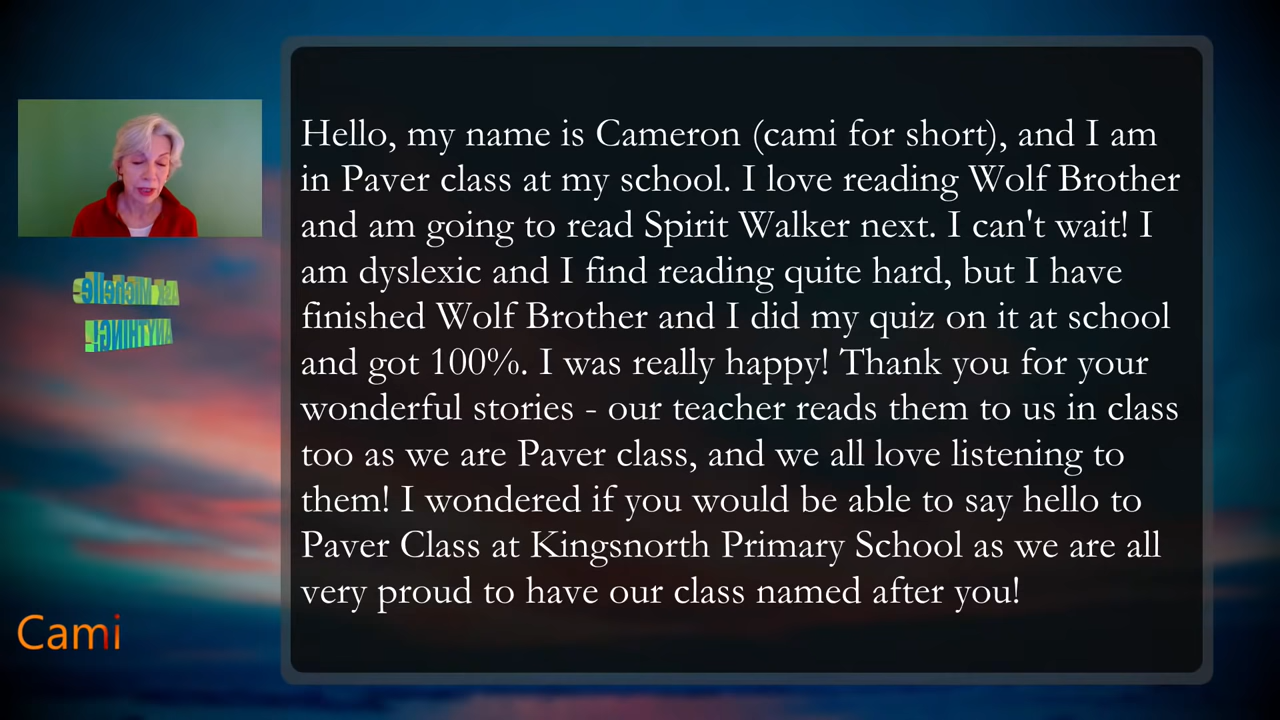 Hello, my name is Cameron (cami for short), and I am
in Paver class at my school. I love reading Wolf Brother
and am going to read Spirit Walker next. I can't wait! I
am dyslexic and I find reading quite hard, but I have
finished Wolf Brother and I did my quiz on it at school
and got 100%. I was really happy! Thank you for your
wonderful stories - our teacher reads them to us in class
too as we are Paver class, and we all love listening to
them! I wondered if you would be able to say hello to
Paver Class at Kingsnorth Primary School as we are all
very proud to have our class named after you!
Ask Michelle
ANYTHING!
Cami